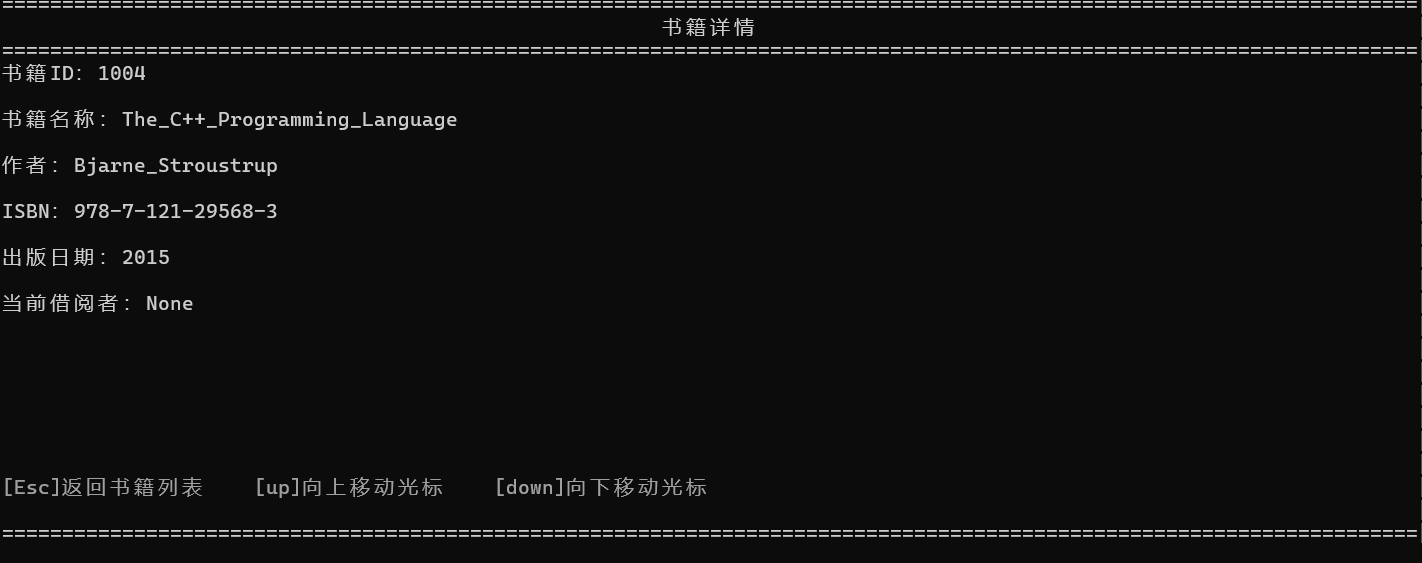 ======================================================================================================================
书籍详情
======================================================================================================================
书籍ID: 1004
书籍名称: The_C++_Programming_Language
作者: Bjarne_Stroustrup
ISBN: 978-7-121-29568-3
出版日期: 2015
当前借阅者: None
[Esc]返回书籍列表    [up]向上移动光标    [down]向下移动光标
======================================================================================================================